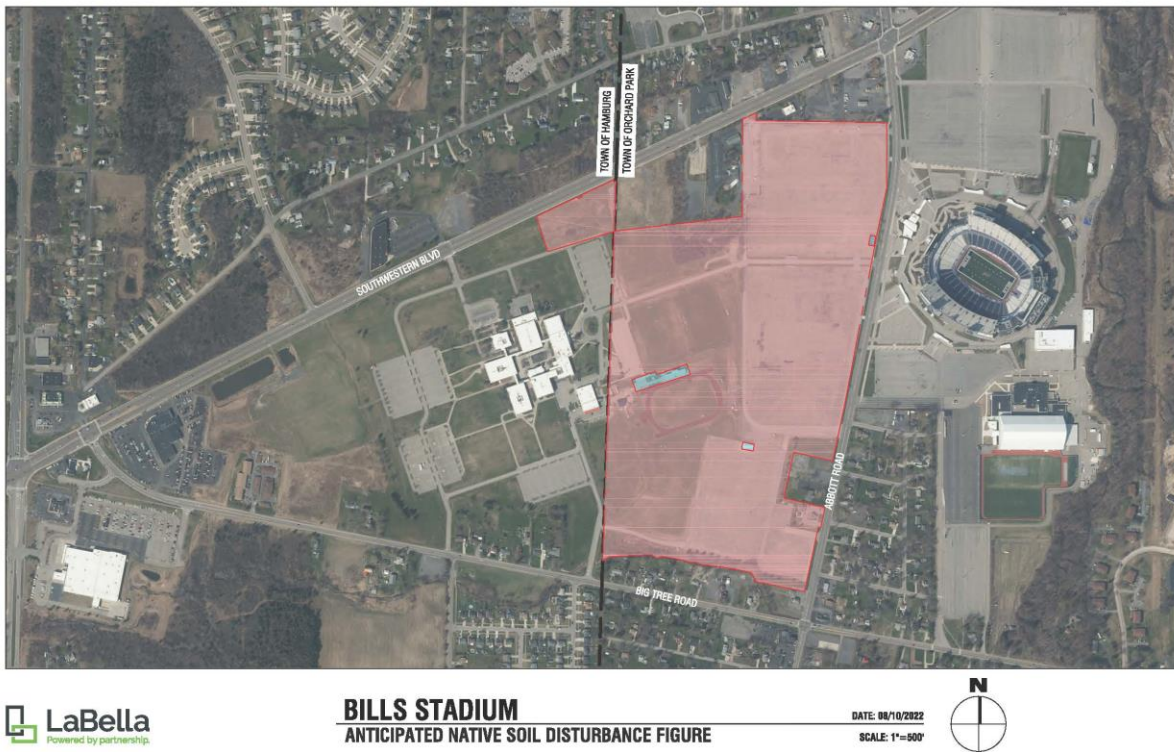 TOWN OF HAMBURG
TOWN OF ORCHARD PARK
SOUTHWESTERN BLVD
ABBOTT ROAD
BIG TREE ROAD
LaBella
Powered by partnership.
BILLS STADIUM
ANTICIPATED NATIVE SOIL DISTURBANCE FIGURE
N
DATE: 08/10/2022
SCALE: 1"=500'